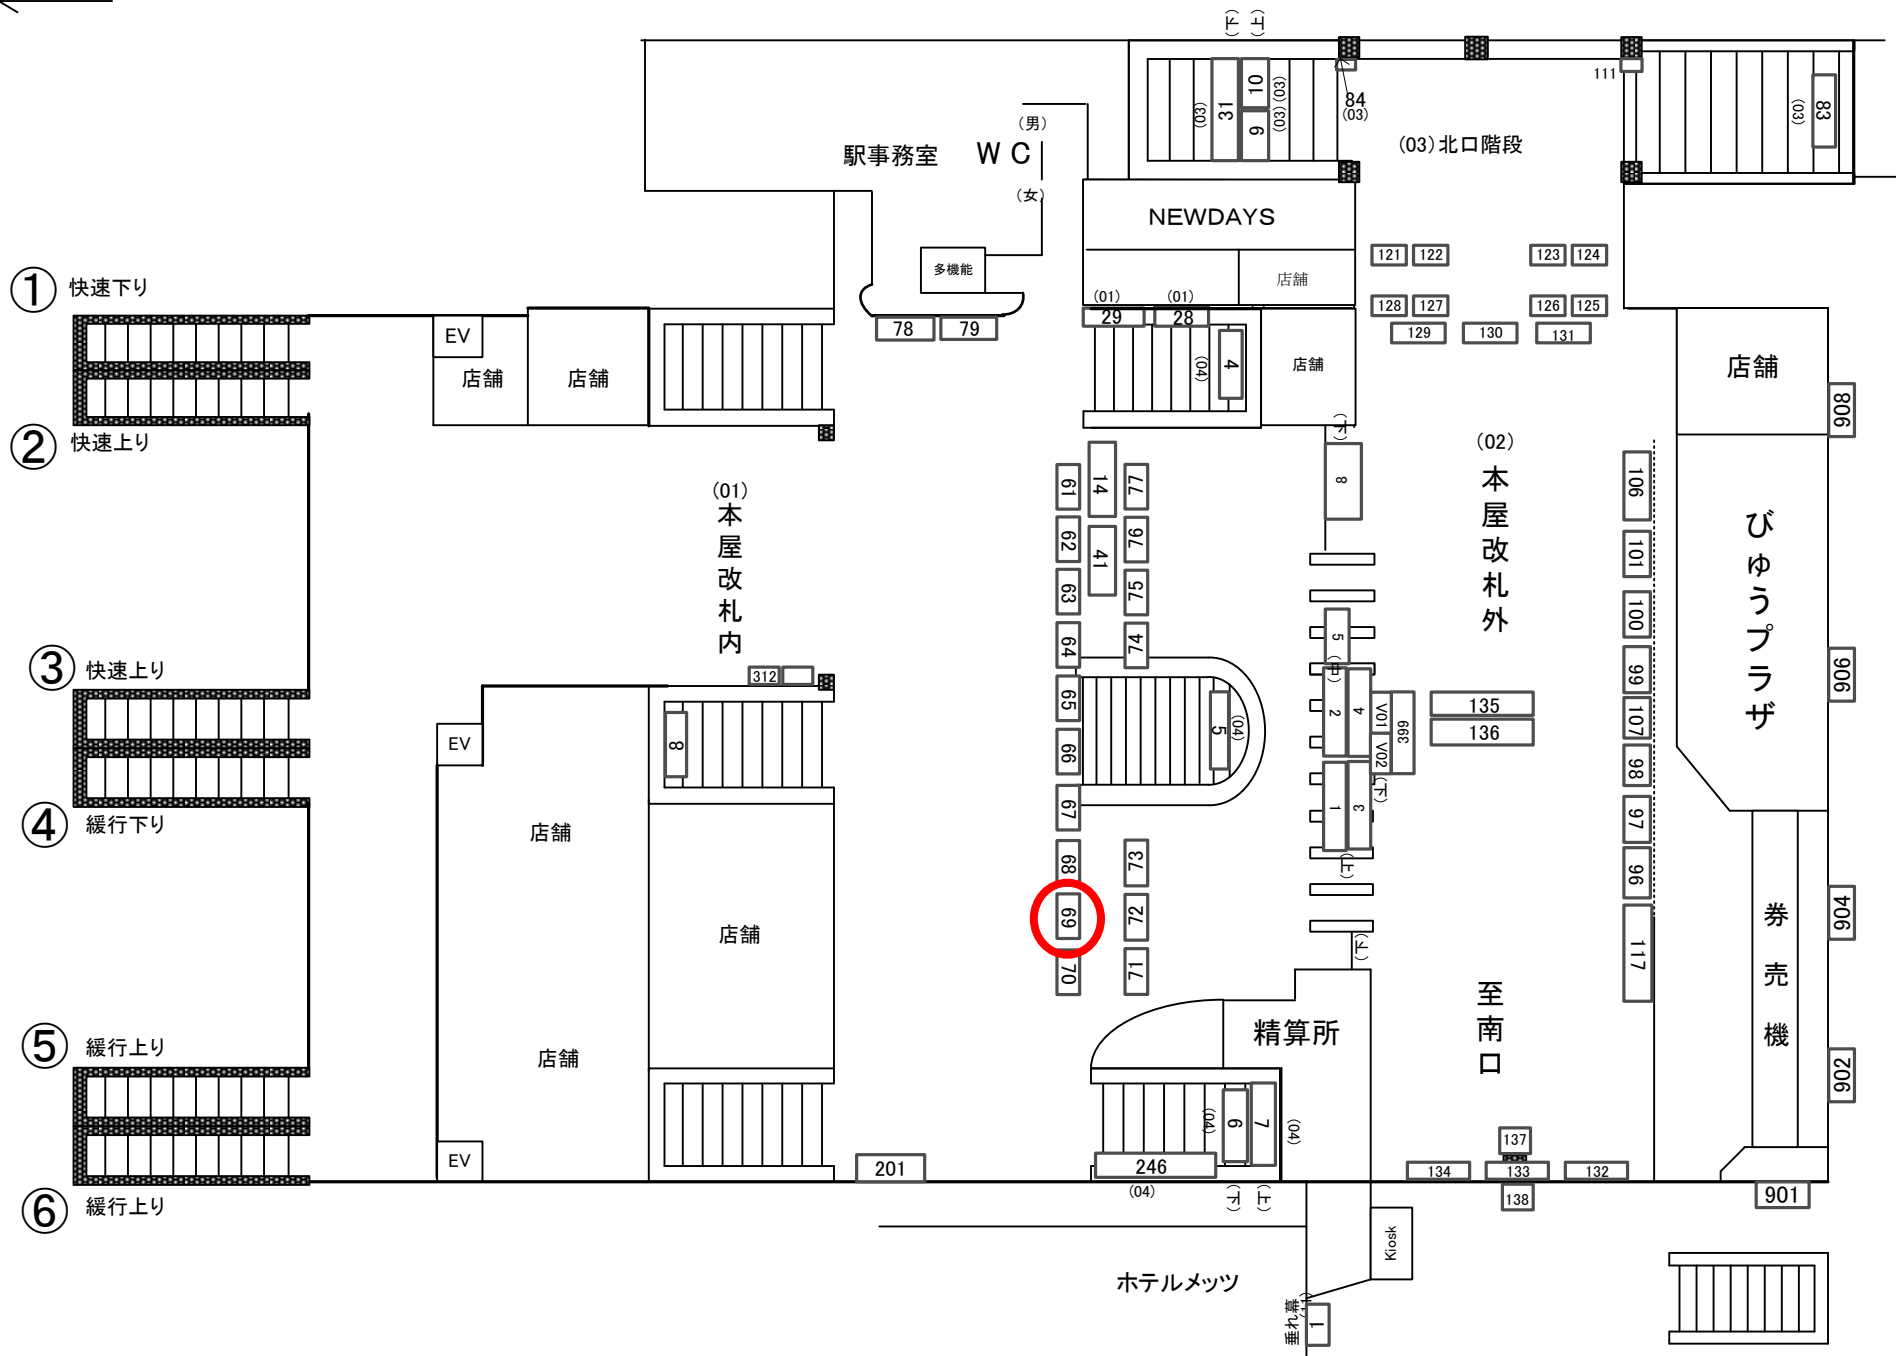 (下) (上)
31
10
9
(03)
(03)
(03)
84
(03)
111
83
(03)
(03)北口階段
駅事務室
WC
(男)
(女)
NEWDAYS
多機能
店舗
121
122
123
124
128
127
126
125
129
130
131
① 快速下り
② 快速上り
EV
店舗
店舗
78
79
(01)
29
(01)
28
4
(04)
店舗
店舗
908
(01)
本屋改札内
61
62
63
64
65
66
67
68
69
70
14
41
77
76
75
74
73
72
71
(下)
8
(02)
本屋改札外
106
101
100
99
107
98
97
96
117
びゅうプラザ
906
③ 快速上り
④ 緩行下り
312
EV
8
5
(04)
5
(中)
2
4
1
3
V01
V02
399
(下)
(上)
(下)
135
136
店舗
店舗
店舗
904
券売機
902
精算所
至南口
⑤ 緩行上り
⑥ 緩行上り
EV
201
246
(04)
6
(04)
7
(04)
(下) (上)
137
134
133
132
138
901
Kiosk
ホテルメッツ
垂れ幕
1